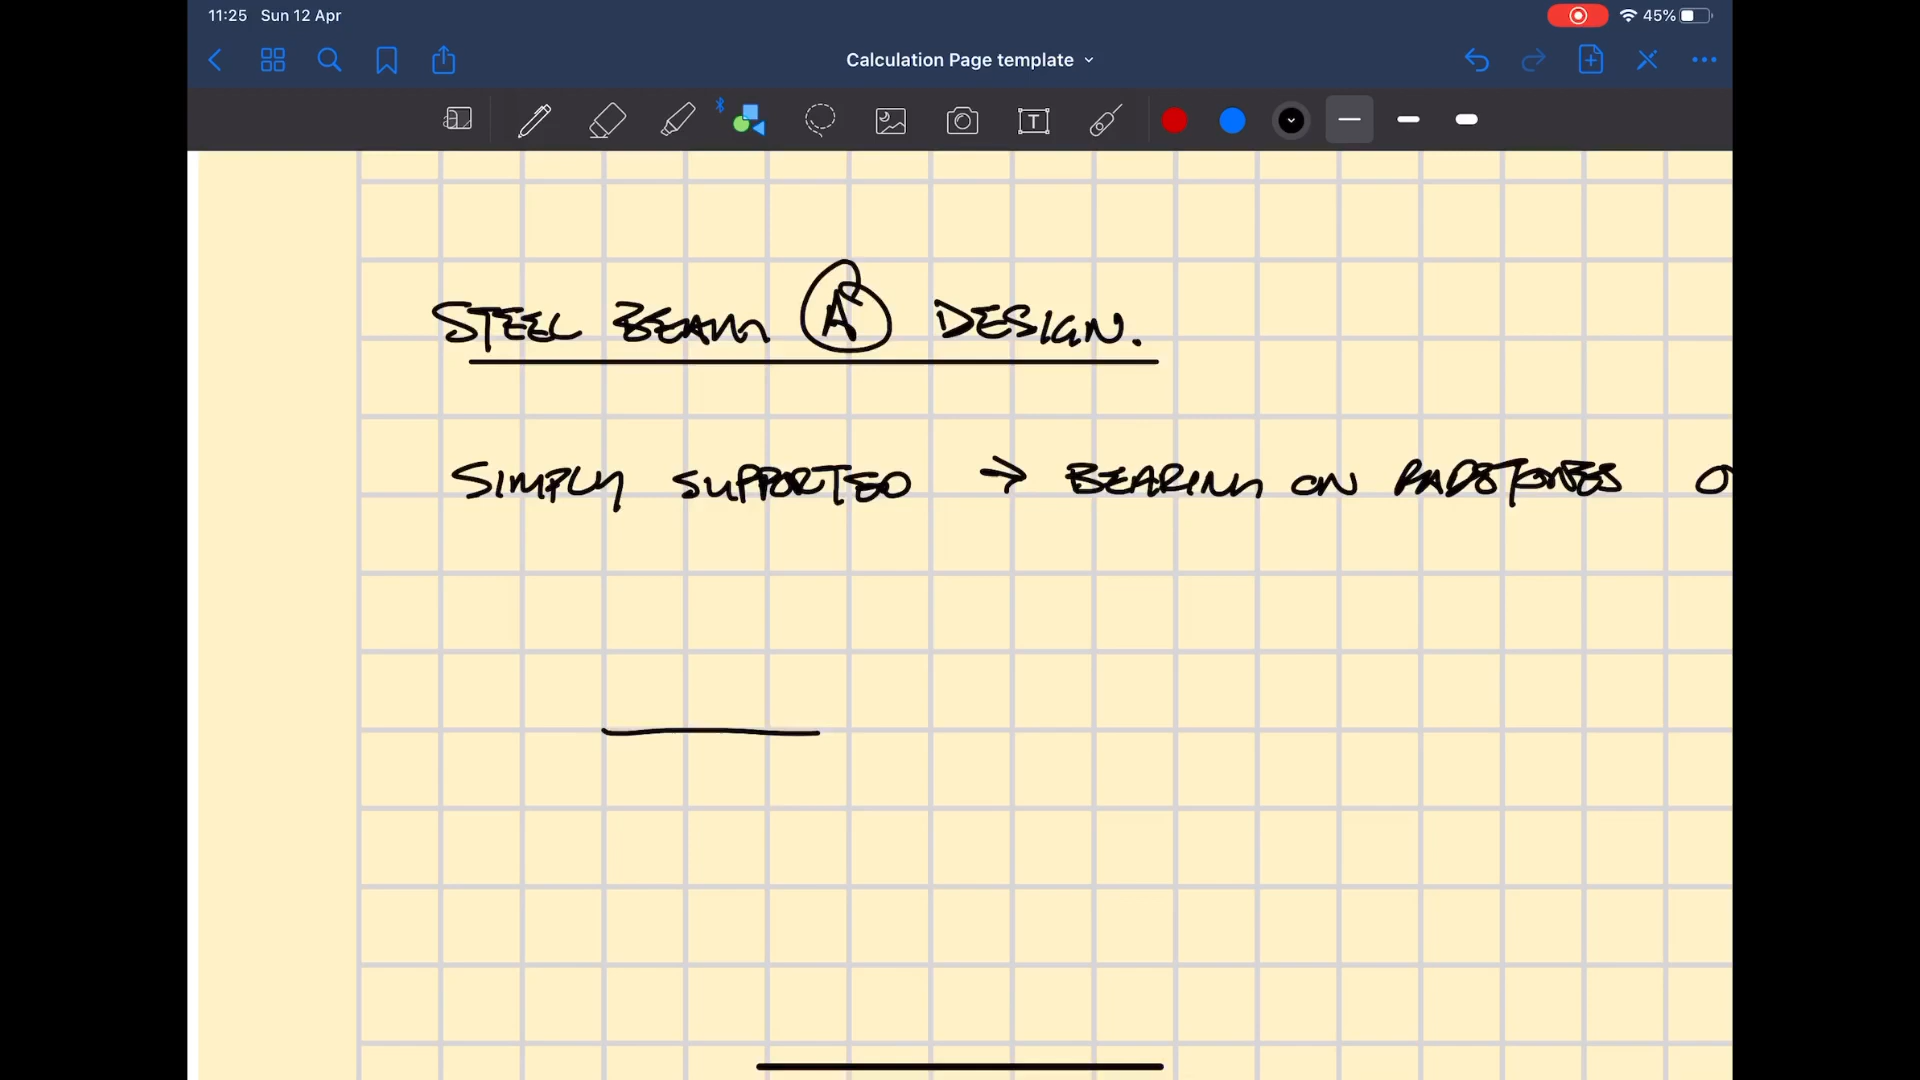 11:25 Sun 12 Apr 45%
Calculation Page template
STEEL BEAM A DESIGN.
SIMPLY SUPPORTED → BEARING ON PADSTONES O